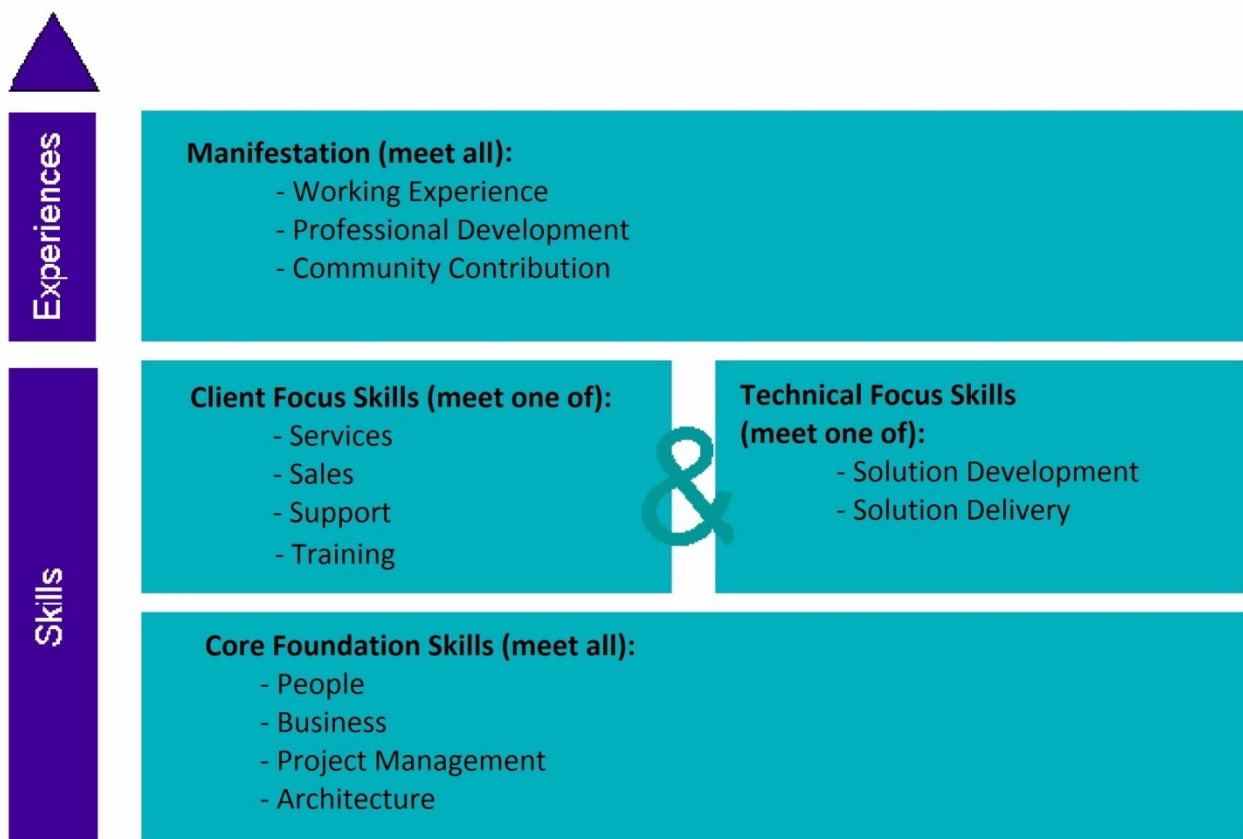 Experiences
Manifestation (meet all):
- Working Experience
- Professional Development
- Community Contribution
Skills
Client Focus Skills (meet one of):
- Services
- Sales
- Support
- Training
&
Technical Focus Skills
(meet one of):
- Solution Development
- Solution Delivery
Core Foundation Skills (meet all):
- People
- Business
- Project Management
- Architecture